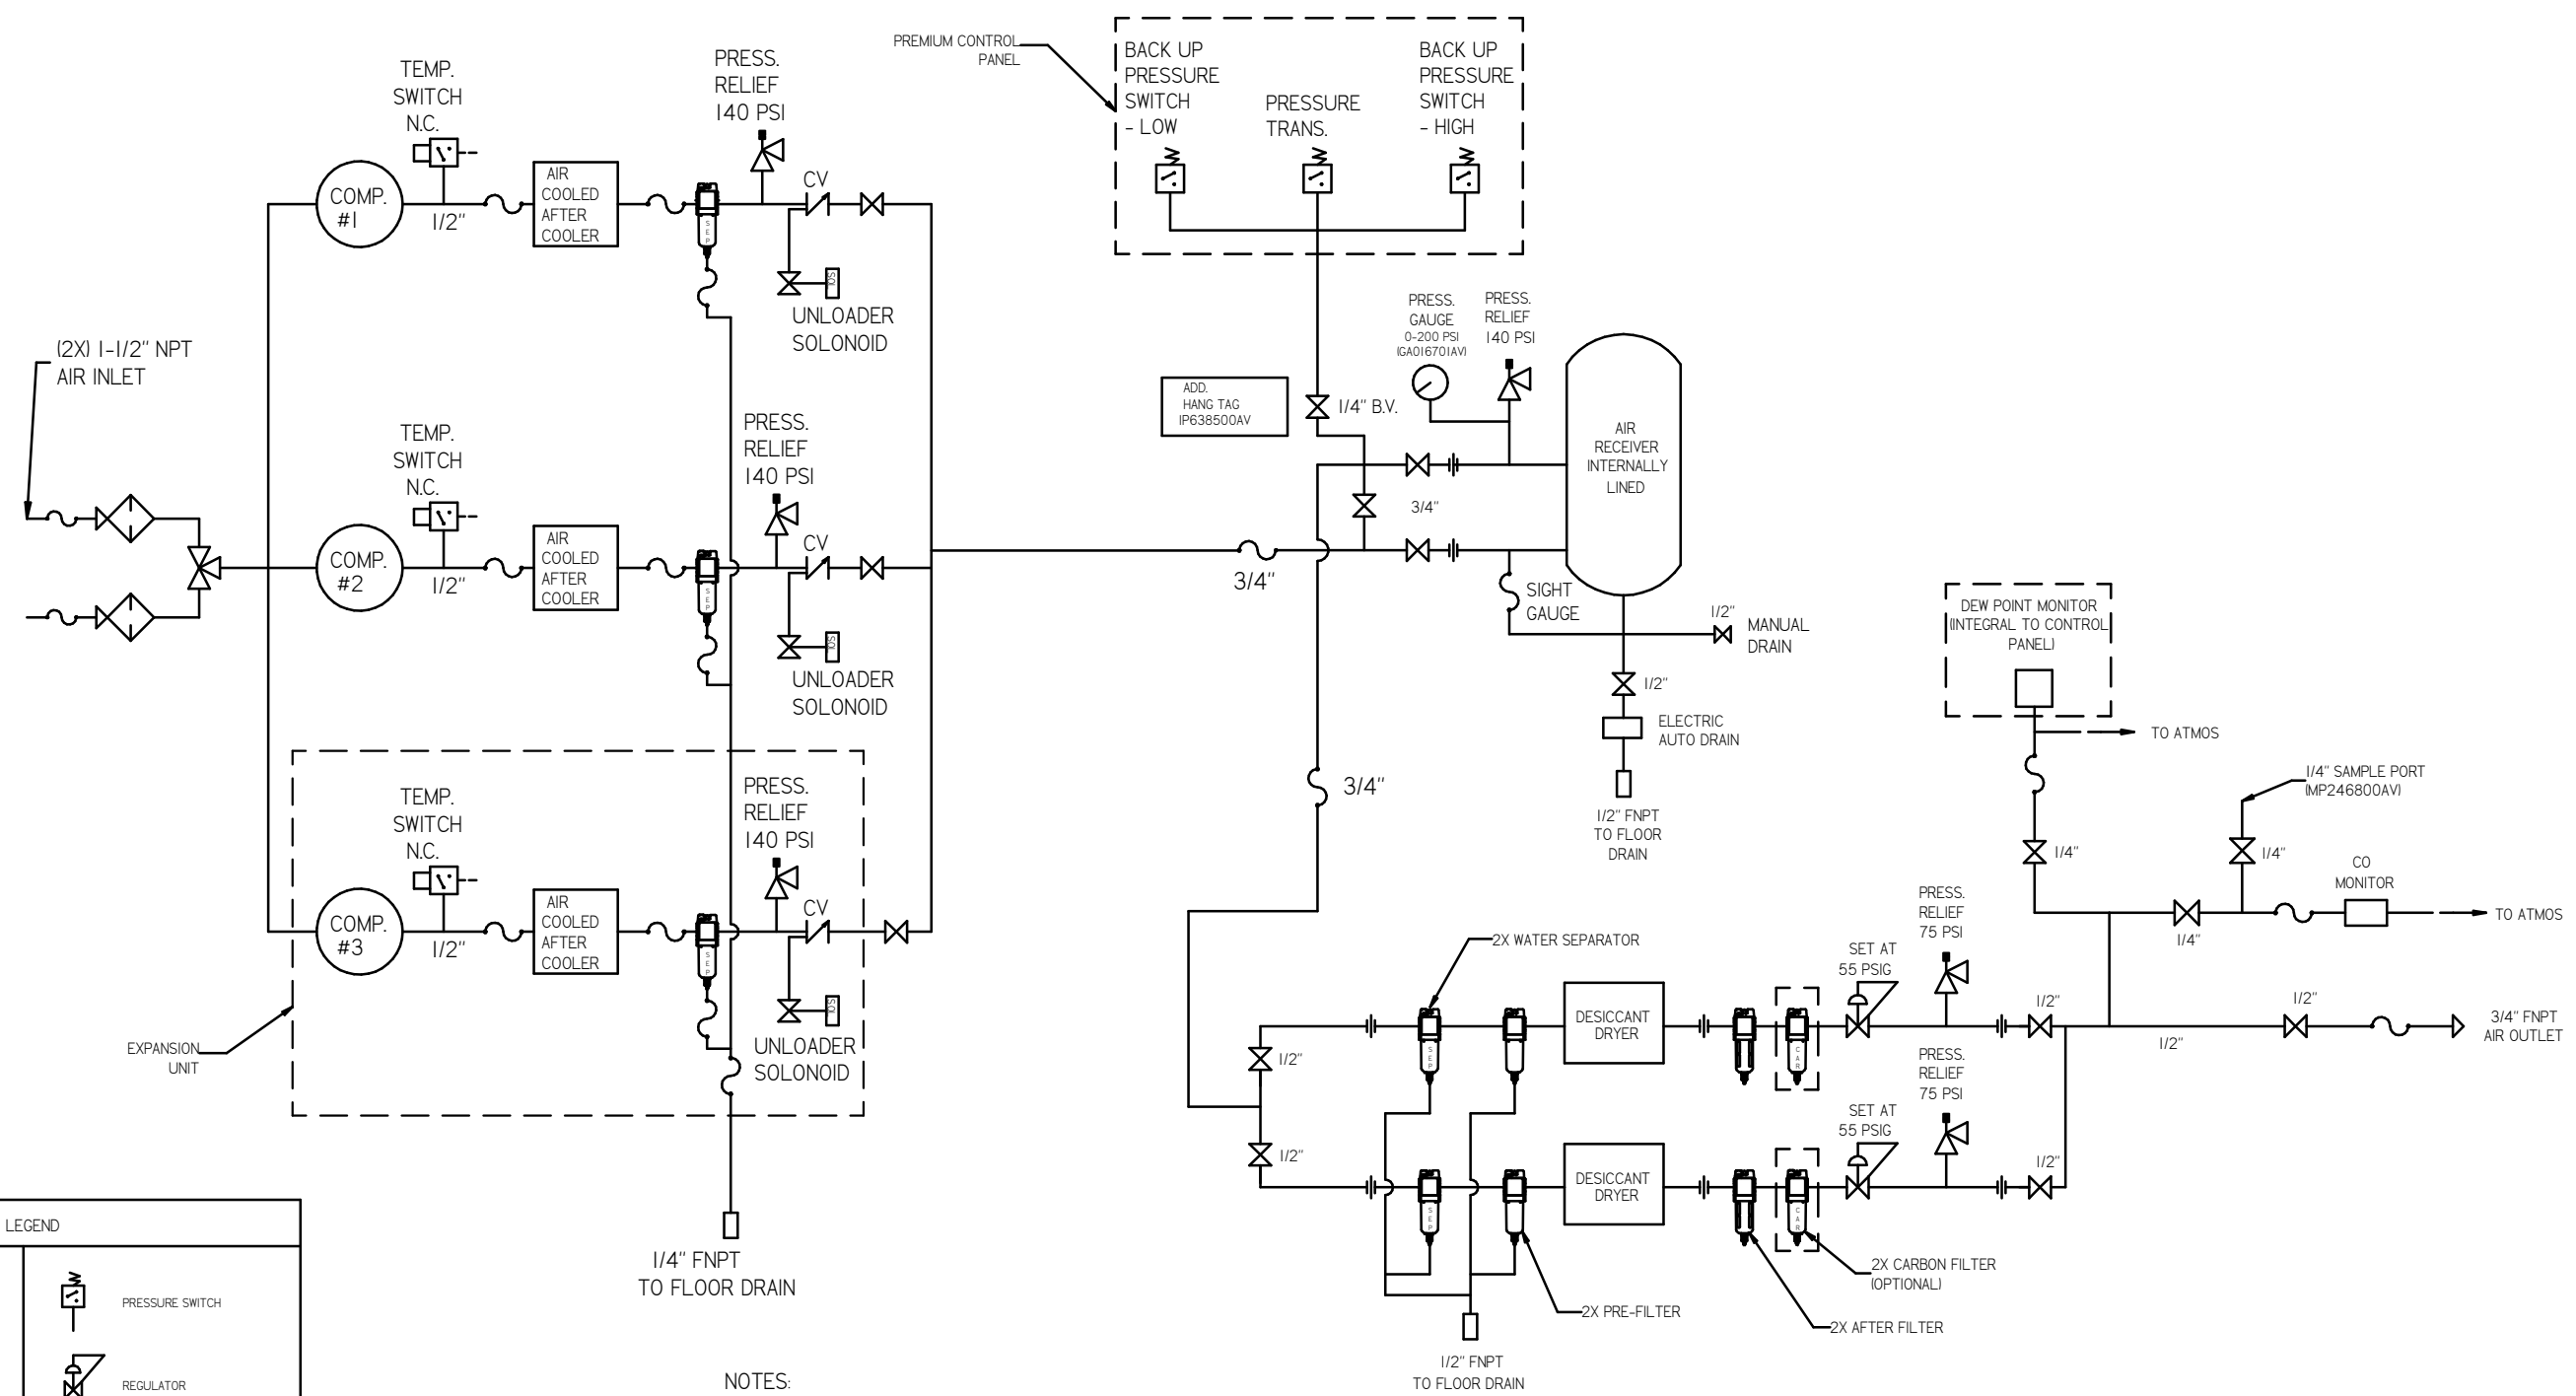 PREMIUM CONTROL
PANEL
BACK UP
PRESSURE
SWITCH
- LOW
PRESSURE
TRANS.
BACK UP
PRESSURE
SWITCH
- HIGH
TEMP.
SWITCH
N.C.
PRESS.
RELIEF
140 PSI
COMP.
#1
1/2"
AIR
COOLED
AFTER
COOLER
SEP
CV
SOL
UNLOADER
SOLONOID
(2X) 1-1/2" NPT
AIR INLET
TEMP.
SWITCH
N.C.
PRESS.
RELIEF
140 PSI
COMP.
#2
1/2"
AIR
COOLED
AFTER
COOLER
SEP
CV
SOL
UNLOADER
SOLONOID
TEMP.
SWITCH
N.C.
PRESS.
RELIEF
140 PSI
COMP.
#3
1/2"
AIR
COOLED
AFTER
COOLER
SEP
CV
SOL
UNLOADER
SOLONOID
EXPANSION
UNIT
1/4" FNPT
TO FLOOR DRAIN
ADD.
HANG TAG
IP638500AV
1/4" B.V.
PRESS.
GAUGE
0-200 PSI
(GA016701AV)
PRESS.
RELIEF
140 PSI
AIR
RECEIVER
INTERNALLY
LINED
3/4"
3/4"
SIGHT
GAUGE
1/2"
MANUAL
DRAIN
1/2"
ELECTRIC
AUTO DRAIN
1/2" FNPT
TO FLOOR
DRAIN
3/4"
DEW POINT MONITOR
(INTEGRAL TO CONTROL
PANEL)
TO ATMOS
1/4" SAMPLE PORT
(MP246800AV)
1/4"
1/4"
CO
MONITOR
1/4"
TO ATMOS
2X WATER SEPARATOR
1/2"
1/2"
SEP
DESICCANT
DRYER
CAR
SET AT
55 PSIG
PRESS.
RELIEF
75 PSI
1/2"
1/2"
1/2"
3/4" FNPT
AIR OUTLET
SEP
DESICCANT
DRYER
CAR
SET AT
55 PSIG
PRESS.
RELIEF
75 PSI
1/2"
2X CARBON FILTER
(OPTIONAL)
2X PRE-FILTER
2X AFTER FILTER
1/2" FNPT
TO FLOOR DRAIN
LEGEND
PRESSURE SWITCH
REGULATOR
NOTES: